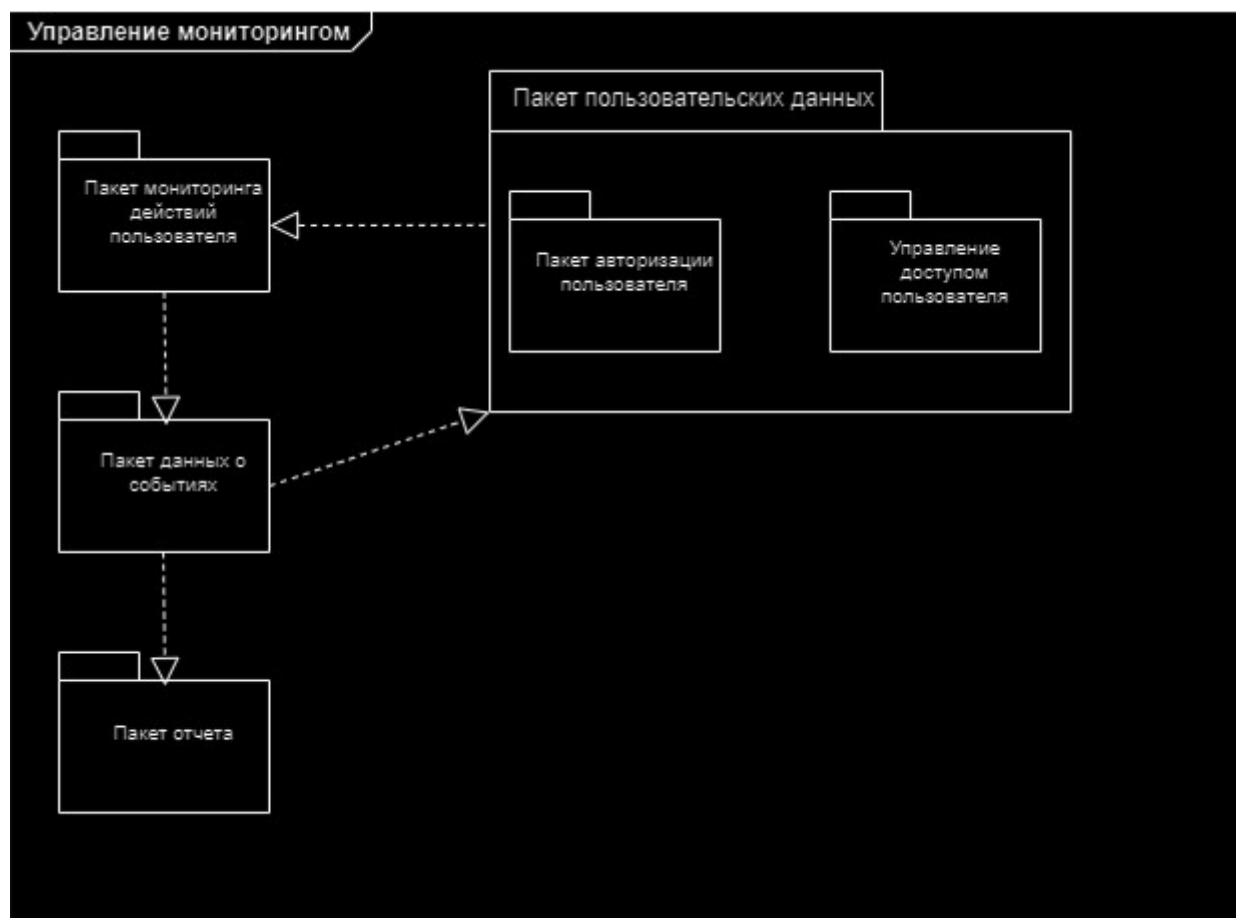 Управление мониторингом
Пакет пользовательских данных
Пакет мониторинга
действий
пользователя
Пакет авторизации
пользователя
Управление
доступом
пользователя
Пакет данных о
событиях
Пакет отчета